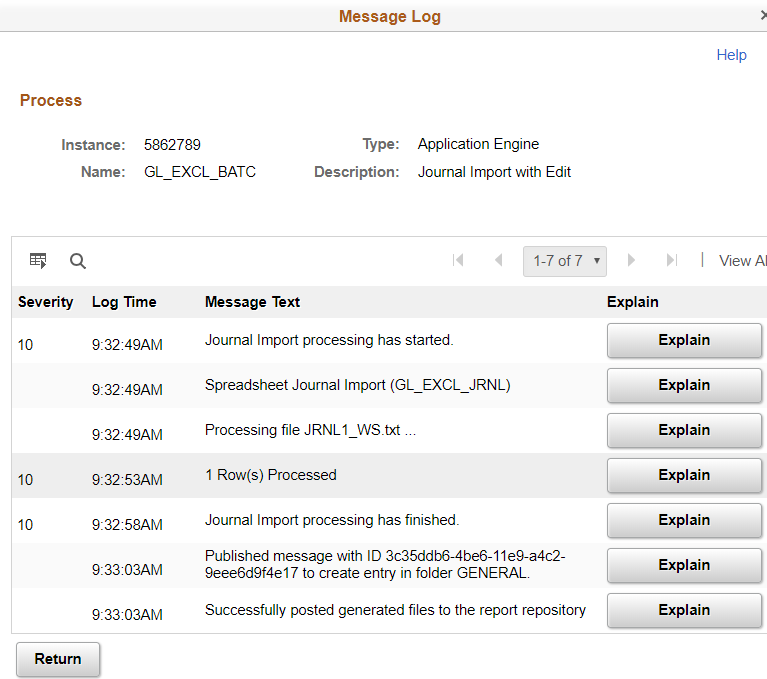 Message Log
Help
Process
Instance: 5862789 Type: Application Engine
Name: GL_EXCL_BATC Description: Journal Import with Edit
1-7 of 7 | View Al
Severity Log Time Message Text Explain
10 9:32:49AM Journal Import processing has started. Explain
9:32:49AM Spreadsheet Journal Import (GL_EXCL_JRNL) Explain
9:32:49AM Processing file JRNL1_WS.txt ... Explain
10 9:32:53AM 1 Row(s) Processed Explain
10 9:32:58AM Journal Import processing has finished. Explain
Published message with ID 3c35ddb6-4be6-11e9-a4c2-
9:33:03AM 9eee6d9f4e17 to create entry in folder GENERAL. Explain
9:33:03AM Successfully posted generated files to the report repository Explain
Return